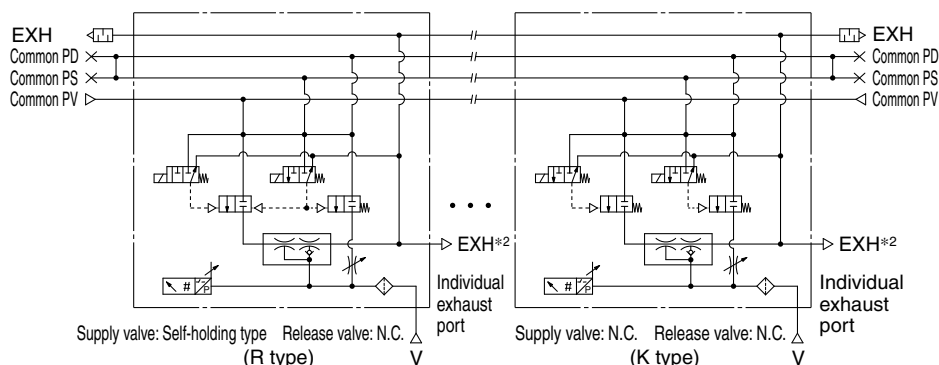 EXH
Common PD
Common PS
Common PV
EXH
Common PD
Common PS
Common PV
• • •
EXH*2
EXH*2
# P
# P
Individual
exhaust
port
Individual
exhaust
port
Supply valve: Self-holding type Release valve: N.C.
(R type)
V
Supply valve: N.C. Release valve: N.C.
(K type)
V